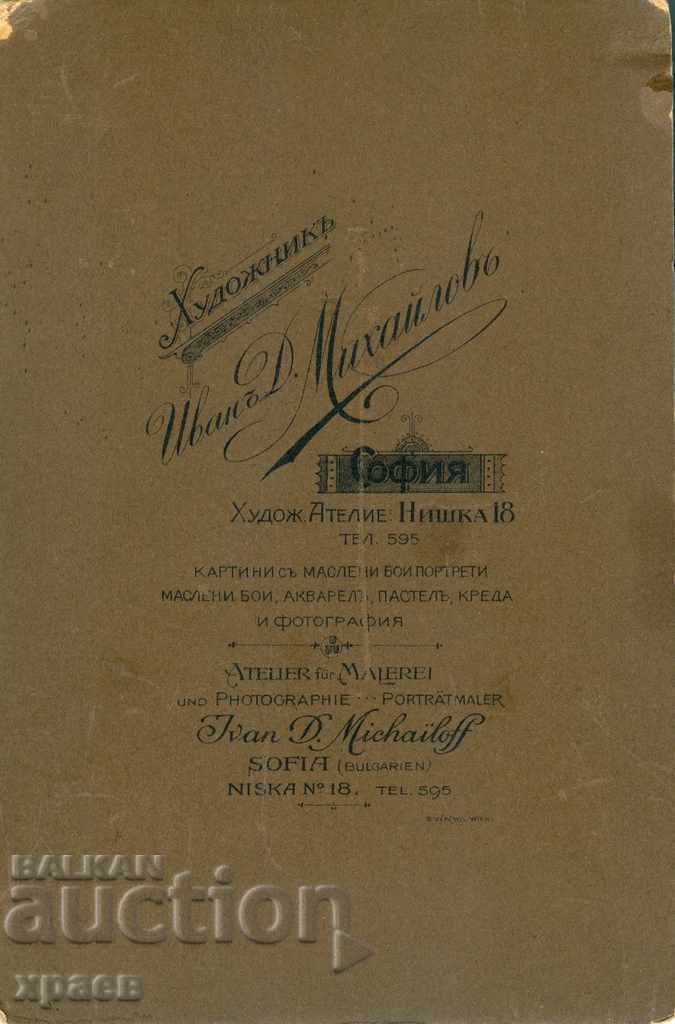 Художникъ
Иванъ Д. Михайловъ
София
Худож. Ателие: Нишка 18
Тел. 595
Картини съ маслени бои портрети
маслени бои, акварелъ, пастелъ, креда
и фотография
Atelier für Malerei
und Photographie ··· Porträtmaler
Ivan D. Michaïloff
Sofia (Bulgarien)
Niska No 18. Tel. 595
Wien.
BALKAN
auction
храев